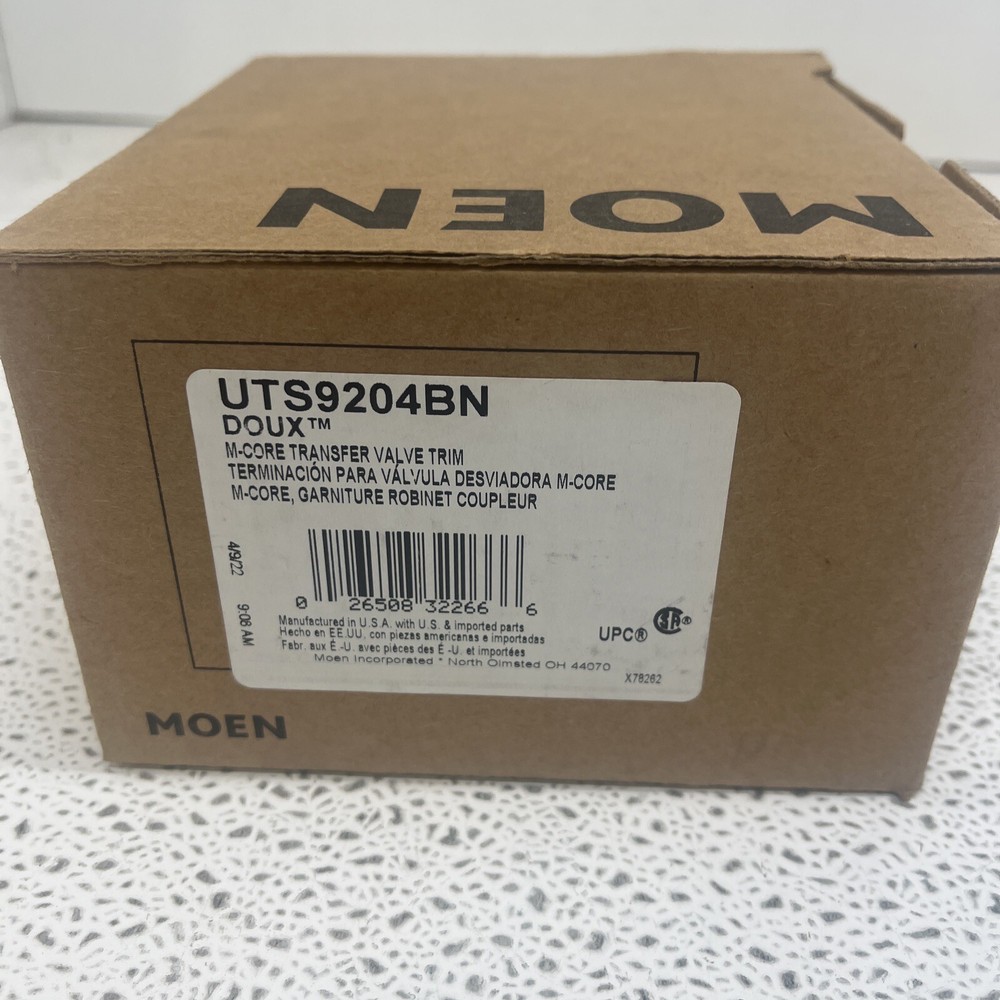 MOEN
UTS9204BN
DOUX™
M-CORE TRANSFER VALVE TRIM
TERMINACIÓN PARA VÁLVULA DESVIADORA M-CORE
M-CORE, GARNITURE ROBINET COUPLEUR
4/9/22 9:06 AM
0 26508 32266 6
Manufactured in U.S.A. with U.S. & imported parts
Hecho en EE.UU. con piezas americanas e importadas
Fabr. aux É.-U. avec pièces des É.-U. et importées
Moen Incorporated * North Olmsted OH 44070
UPC® SA®
X78262
MOEN